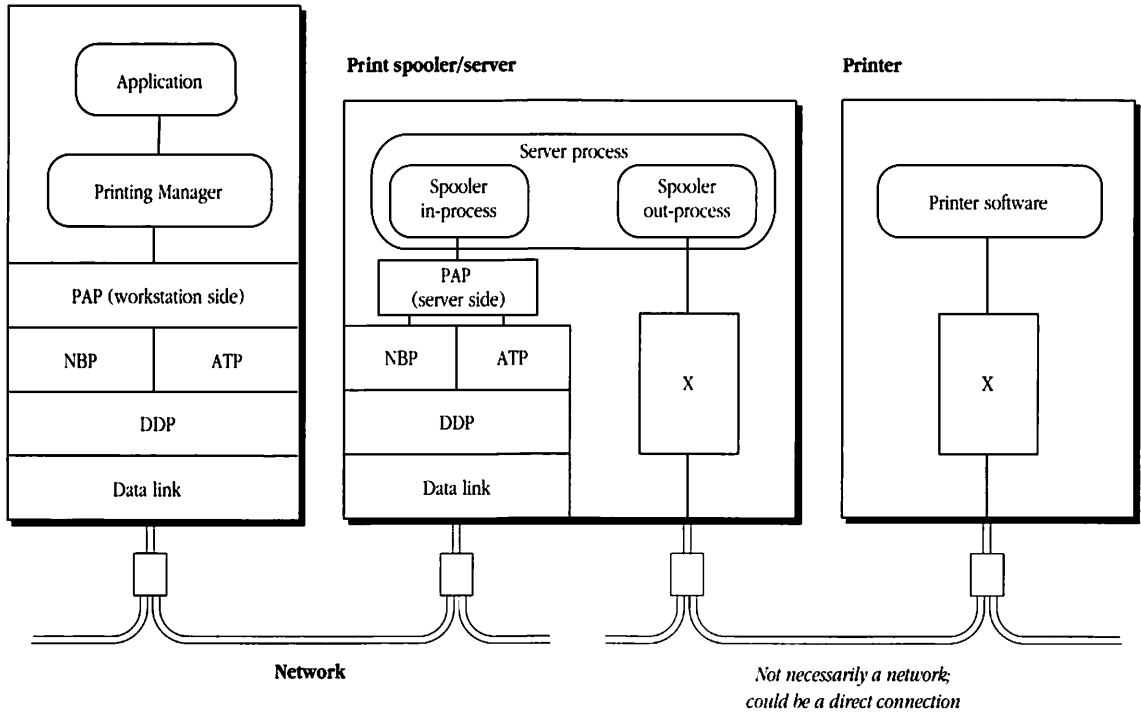 Application
Printing Manager
PAP (workstation side)
NBP
ATP
DDP
Data link
Print spooler/server
Server process
Spooler
in-process
Spooler
out-process
PAP
(server side)
NBP
ATP
DDP
Data link
X
Printer
Printer software
X
Network
Not necessarily a network;
could be a direct connection